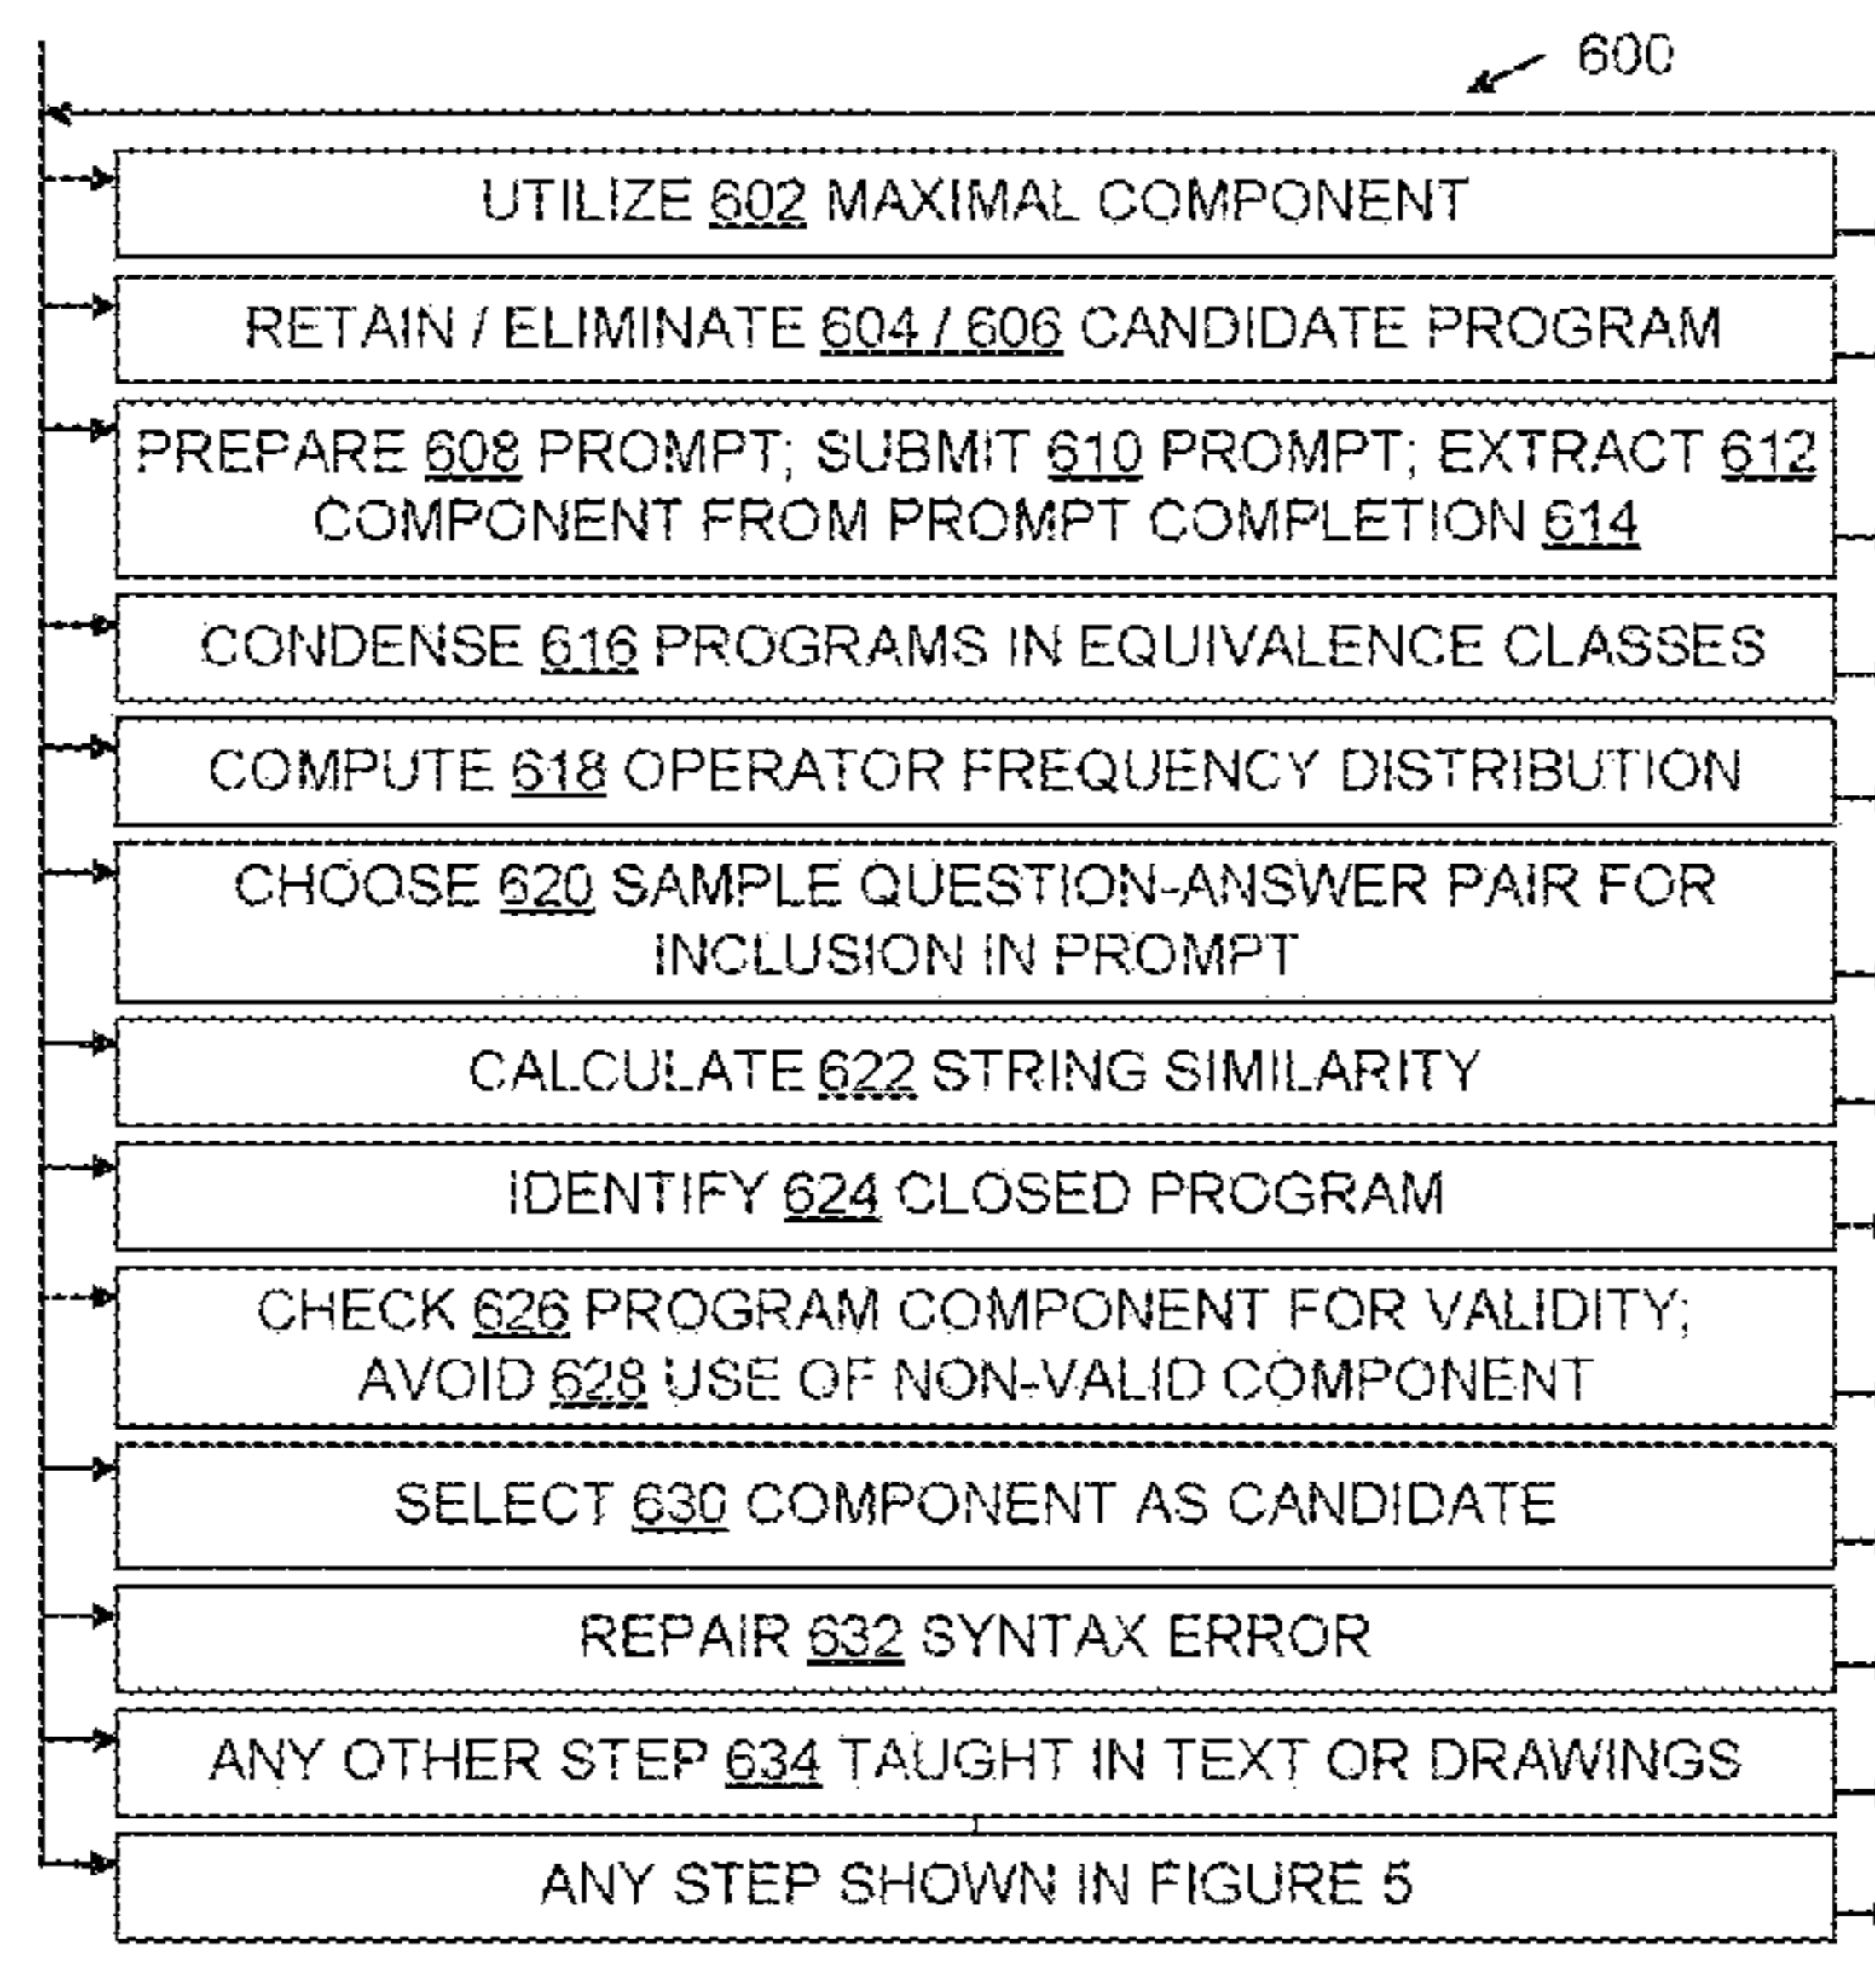 600
UTILIZE 602 MAXIMAL COMPONENT
RETAIN / ELIMINATE 604 / 606 CANDIDATE PROGRAM
PREPARE 608 PROMPT; SUBMIT 610 PROMPT; EXTRACT 612
COMPONENT FROM PROMPT COMPLETION 614
CONDENSE 616 PROGRAMS IN EQUIVALENCE CLASSES
COMPUTE 618 OPERATOR FREQUENCY DISTRIBUTION
CHOOSE 620 SAMPLE QUESTION-ANSWER PAIR FOR
INCLUSION IN PROMPT
CALCULATE 622 STRING SIMILARITY
IDENTIFY 624 CLOSED PROGRAM
CHECK 626 PROGRAM COMPONENT FOR VALIDITY;
AVOID 628 USE OF NON-VALID COMPONENT
SELECT 630 COMPONENT AS CANDIDATE
REPAIR 632 SYNTAX ERROR
ANY OTHER STEP 634 TAUGHT IN TEXT OR DRAWINGS
ANY STEP SHOWN IN FIGURE 5